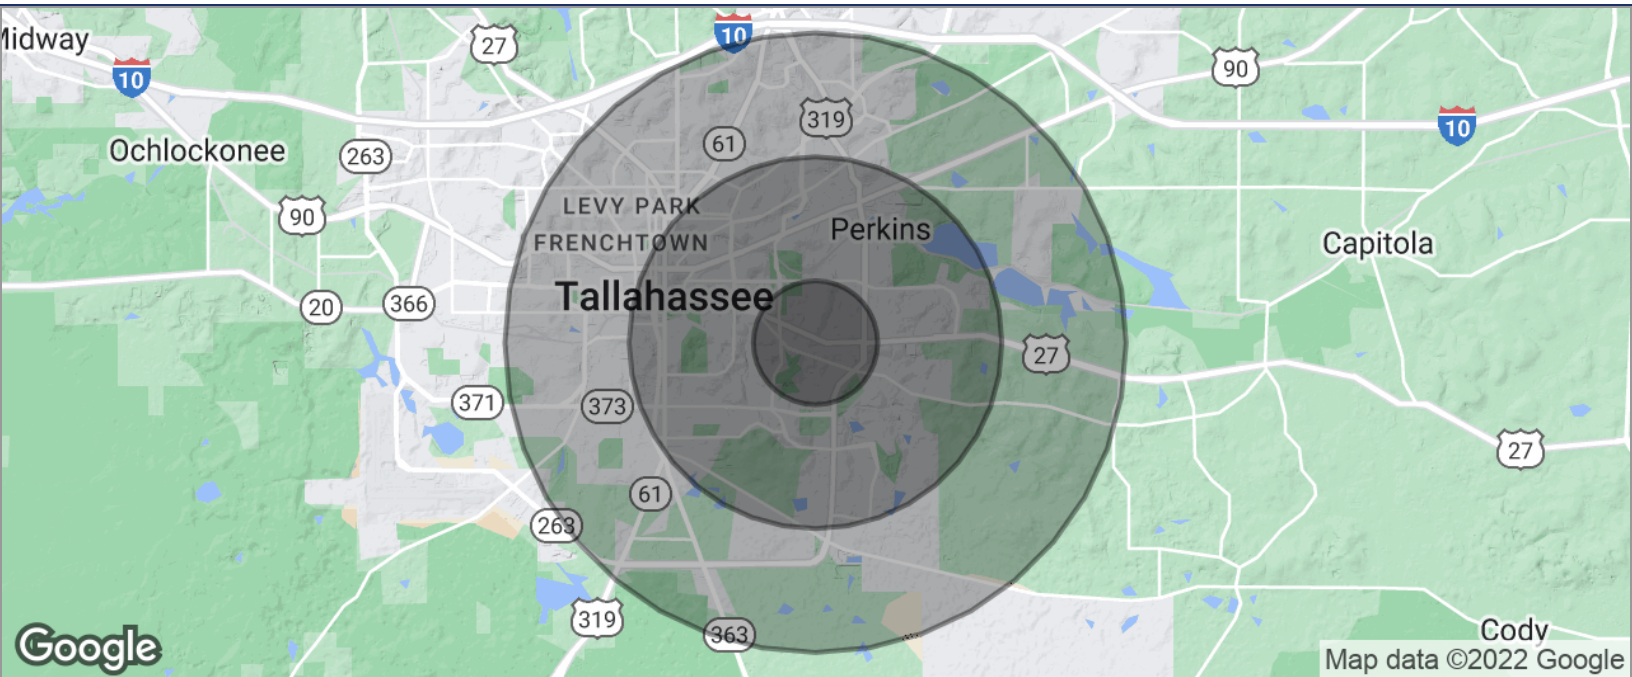 Midway
27
10
10
90
10
319
61
Ochlockonee
263
LEVY PARK
90
Perkins
FRENCHTOWN
Capitola
Tallahassee
20
366
27
371
373
27
61
263
319
363
Cody
Google
Map data ©2022 Google